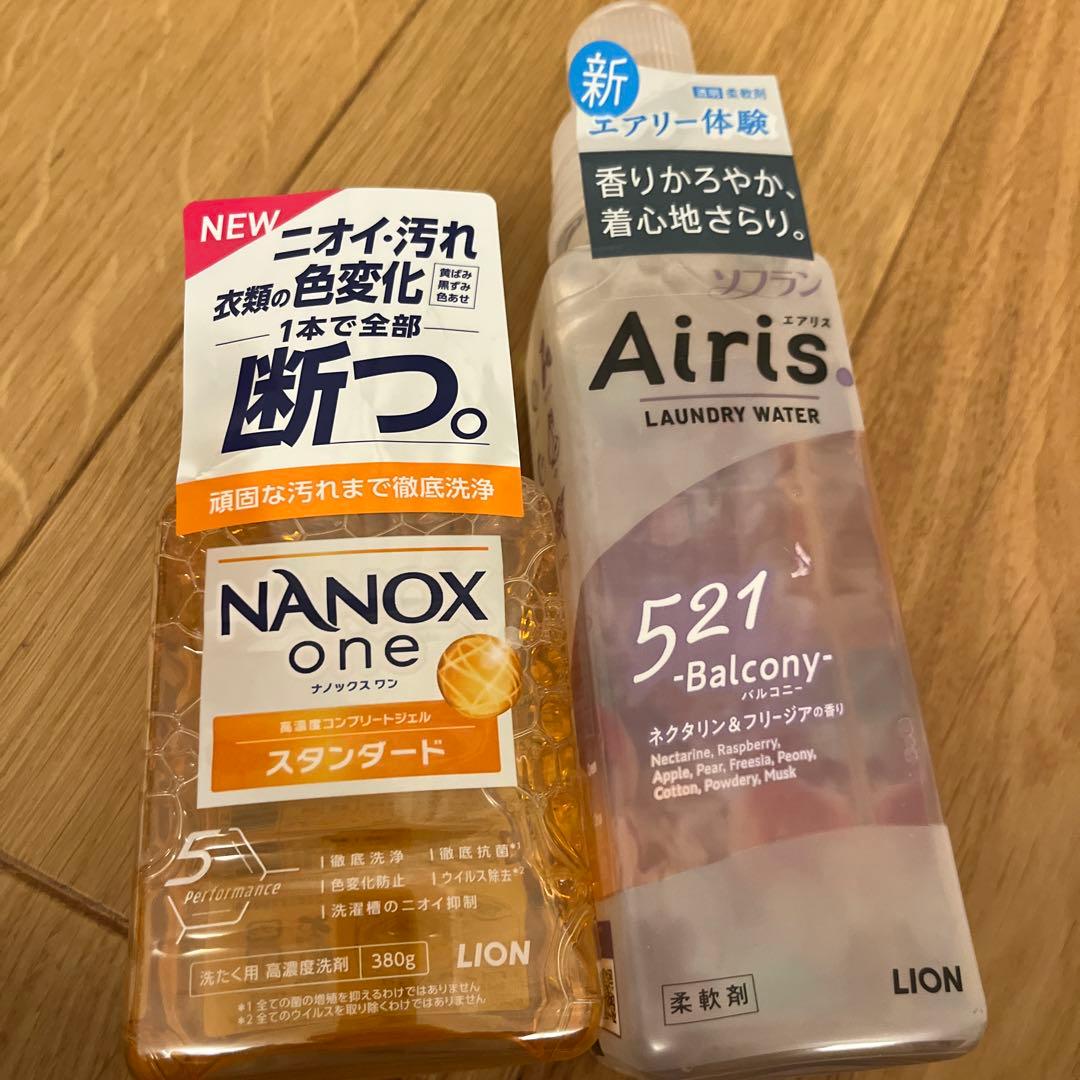 NEW
ニオイ・汚れ
衣類の色変化
黄ばみ
黒ずみ
色あせ
1本で全部
断つ。
頑固な汚れまで徹底洗浄
NANOX
one
ナノックス ワン
高濃度コンプリートジェル
スタンダード
5
Performance
徹底洗浄
徹底抗菌*1
色変化防止
ウイルス除去*2
洗濯槽のニオイ抑制
洗たく用 高濃度洗剤 380g
LION
*1 全ての菌の増殖を抑えるわけではありません
*2 全てのウイルスを取り除くわけではありません
新
透明 柔軟剤
エアリー体験
香りかろやか、
着心地さらり。
ソフラン
エアリス
Airis.
LAUNDRY WATER
521
-Balcony-
バルコニー
ネクタリン&フリージアの香り
Nectarine, Raspberry,
Apple, Pear, Freesia, Peony,
Cotton, Powdery, Musk
柔軟剤
LION